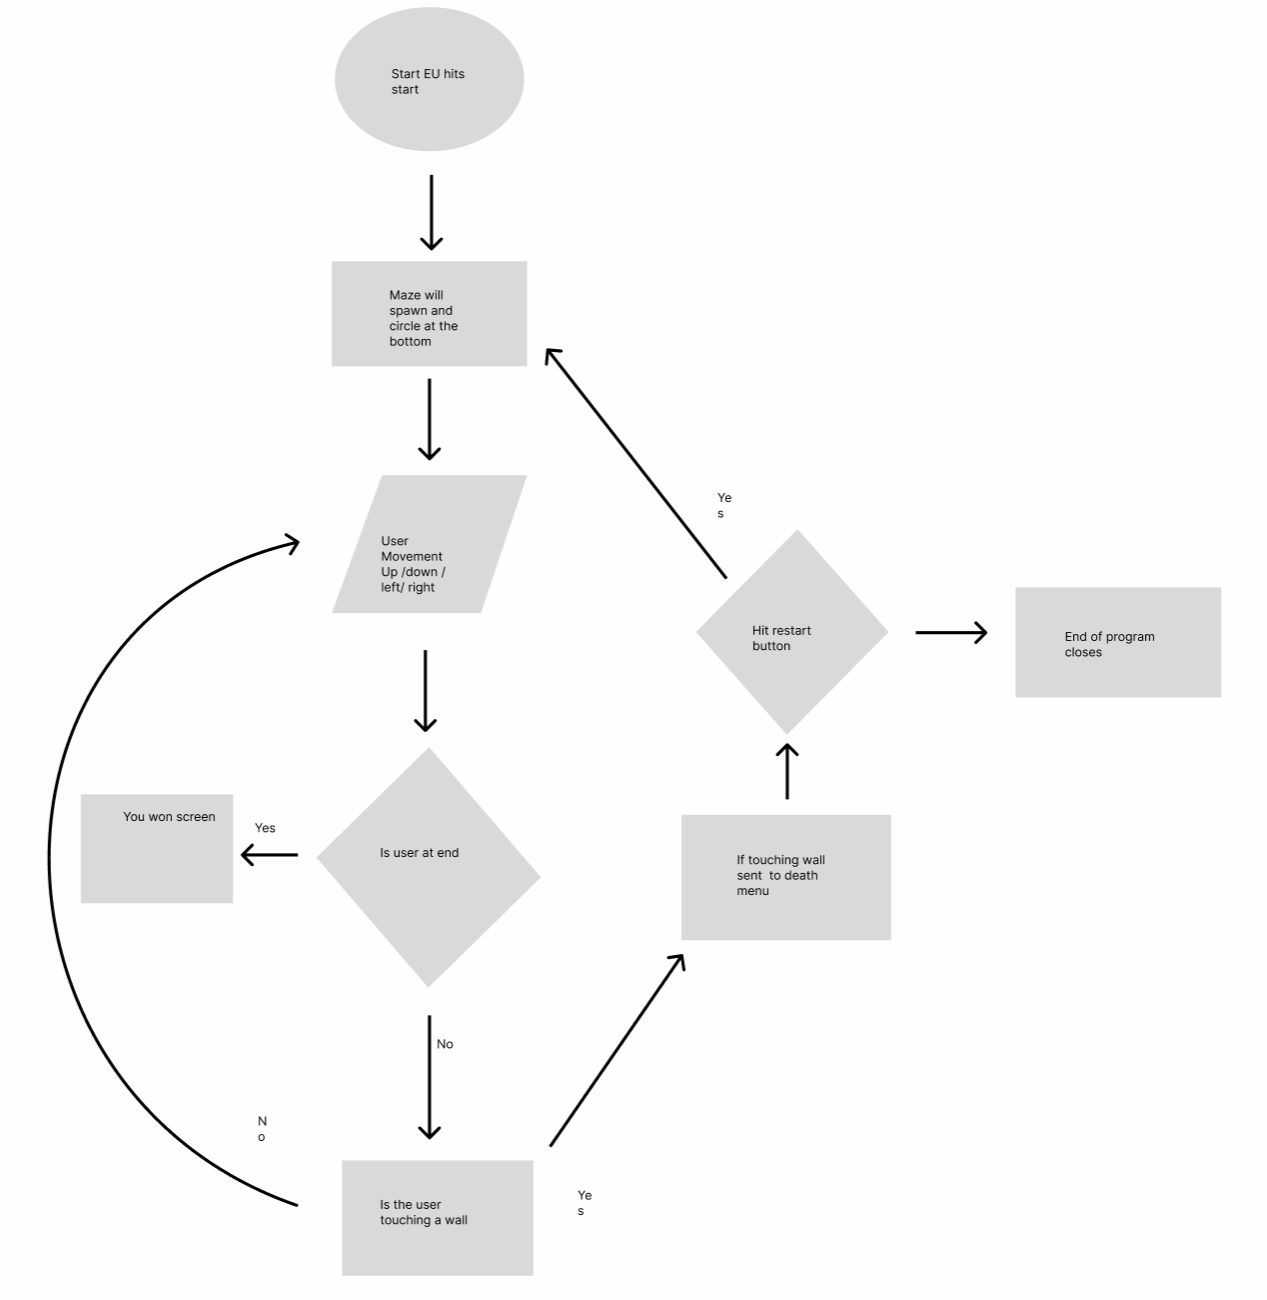 Start EU hits
start
Maze will
spawn and
circle at the
bottom
User
Movement
Up /down /
left/ right
Ye
s
Hit restart
button
End of program
closes
You won screen
Yes
Is user at end
If touching wall
sent  to death
menu
No
N
o
Is the user
touching a wall
Ye
s